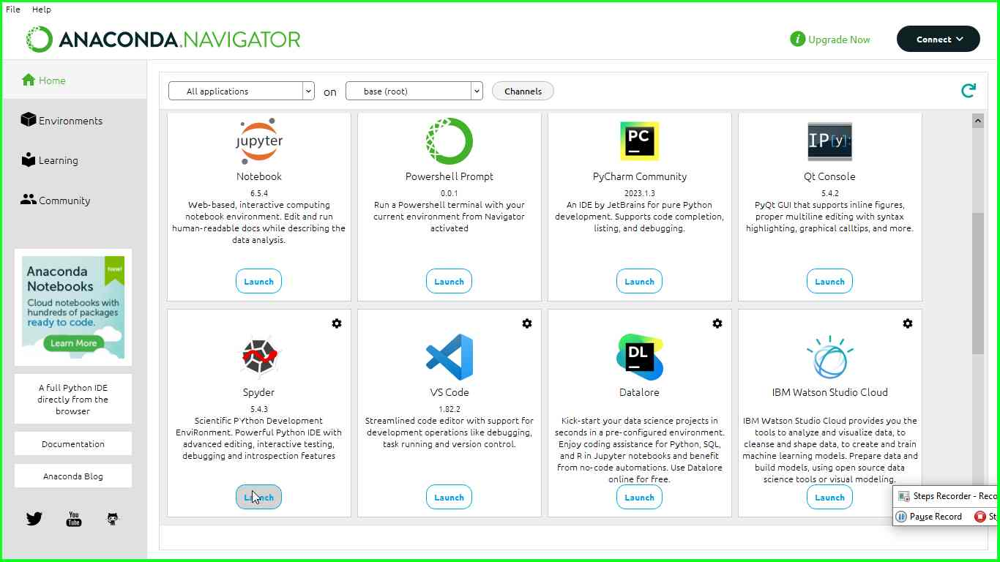 File Help
ANACONDA.NAVIGATOR
Upgrade Now
Connect
Home
Environments
Learning
Community
Anaconda
Notebooks
New!
Cloud notebooks with
hundreds of packages
ready to code.
Learn More
A full Python IDE
directly from the
browser
Documentation
Anaconda Blog
You
Tube
All applications
on
base (root)
Channels
jupyter
Notebook
6.5.4
Web-based, interactive computing
notebook environment. Edit and run
human-readable docs while describing the
data analysis.
Launch
Powershell Prompt
0.0.1
Run a Powershell terminal with your
current environment from Navigator
activated
Launch
PC
PyCharm Community
2023.1.3
An IDE by JetBrains for pure Python
development. Supports code completion,
listing, and debugging.
Launch
IP[y]:
Qt Console
5.4.2
PyQt GUI that supports inline figures,
proper multiline editing with syntax
highlighting, graphical calltips, and more.
Launch
Spyder
5.4.3
Scientific PYthon Development
EnviRonment. Powerful Python IDE with
advanced editing, interactive testing,
debugging and introspection features
Launch
VS Code
1.82.2
Streamlined code editor with support for
development operations like debugging,
task running and version control.
Launch
DL
Datalore
Kick-start your data science projects in
seconds in a pre-configured environment.
Enjoy coding assistance for Python, SQL,
and R in Jupyter notebooks and benefit
from no-code automations. Use Datalore
online for free.
Launch
IBM Watson Studio Cloud
IBM Watson Studio Cloud provides you the
tools to analyze and visualize data, to
cleanse and shape data, to create and train
machine learning models. Prepare data and
build models, using open source data
science tools or visual modeling.
Launch
Steps Recorder - Reco
Pause Record St